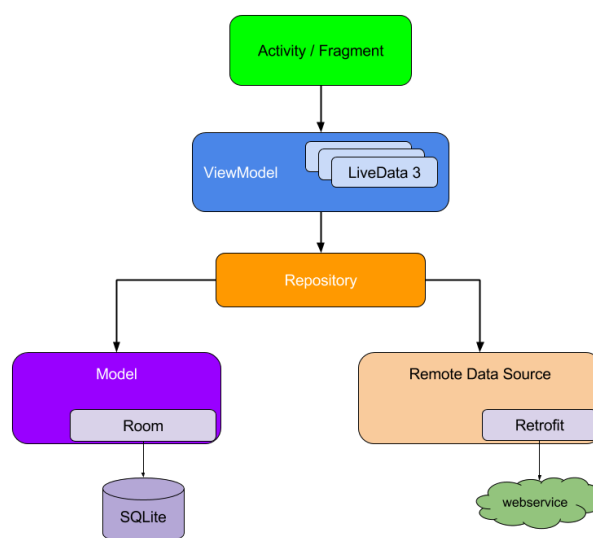 Activity / Fragment
ViewModel
LiveData 3
Repository
Model
Remote Data Source
Room
Retrofit
SQLite
webservice